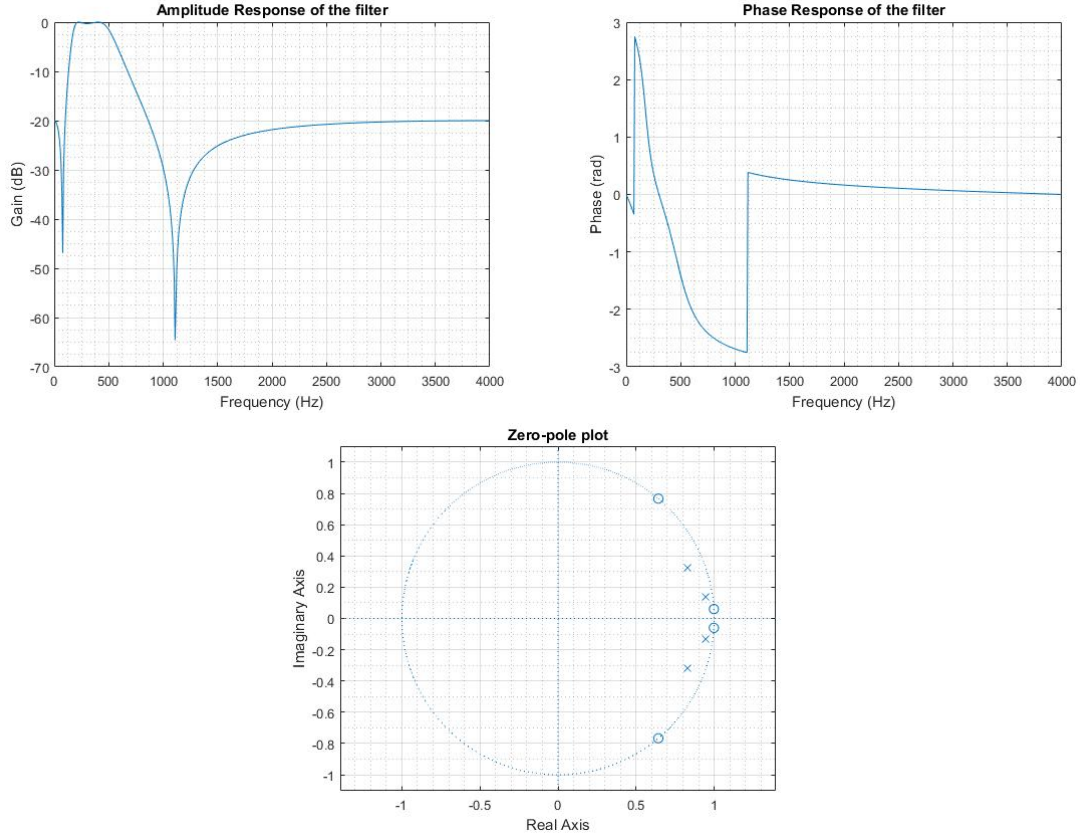 Amplitude Response of the filter
0
-10
-20
-30
-40
-50
-60
-70
Gain (dB)
0 500 1000 1500 2000 2500 3000 3500 4000
Frequency (Hz)
Phase Response of the filter
3
2
1
0
-1
-2
-3
Phase (rad)
0 500 1000 1500 2000 2500 3000 3500 4000
Frequency (Hz)
Zero-pole plot
1
0.8
0.6
0.4
0.2
0
-0.2
-0.4
-0.6
-0.8
-1
Imaginary Axis
-1 -0.5 0 0.5 1
Real Axis